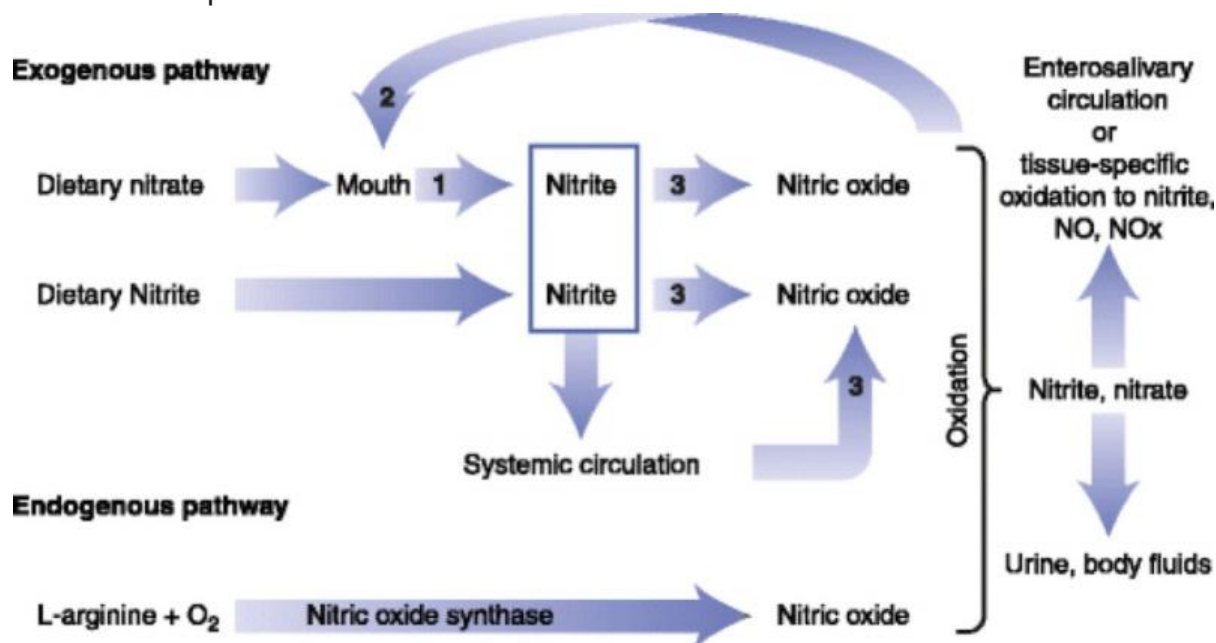 Exogenous pathway
2
Enterosalivary
circulation
or
tissue-specific
oxidation to nitrite,
NO, NOx
Dietary nitrate
Mouth
1
Nitrite
3
Nitric oxide
Dietary Nitrite
Nitrite
3
Nitric oxide
3
Oxidation
Nitrite, nitrate
Systemic circulation
Endogenous pathway
Urine, body fluids
L-arginine + O₂
Nitric oxide synthase
Nitric oxide